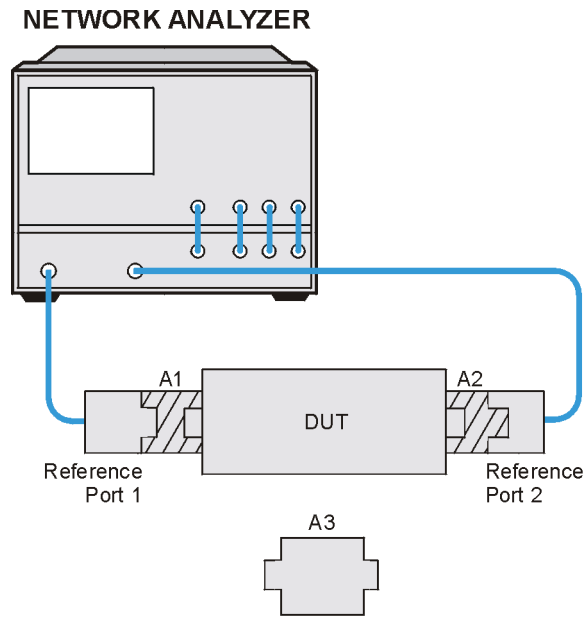 NETWORK ANALYZER
A1
A2
DUT
Reference
Port 1
Reference
Port 2
A3